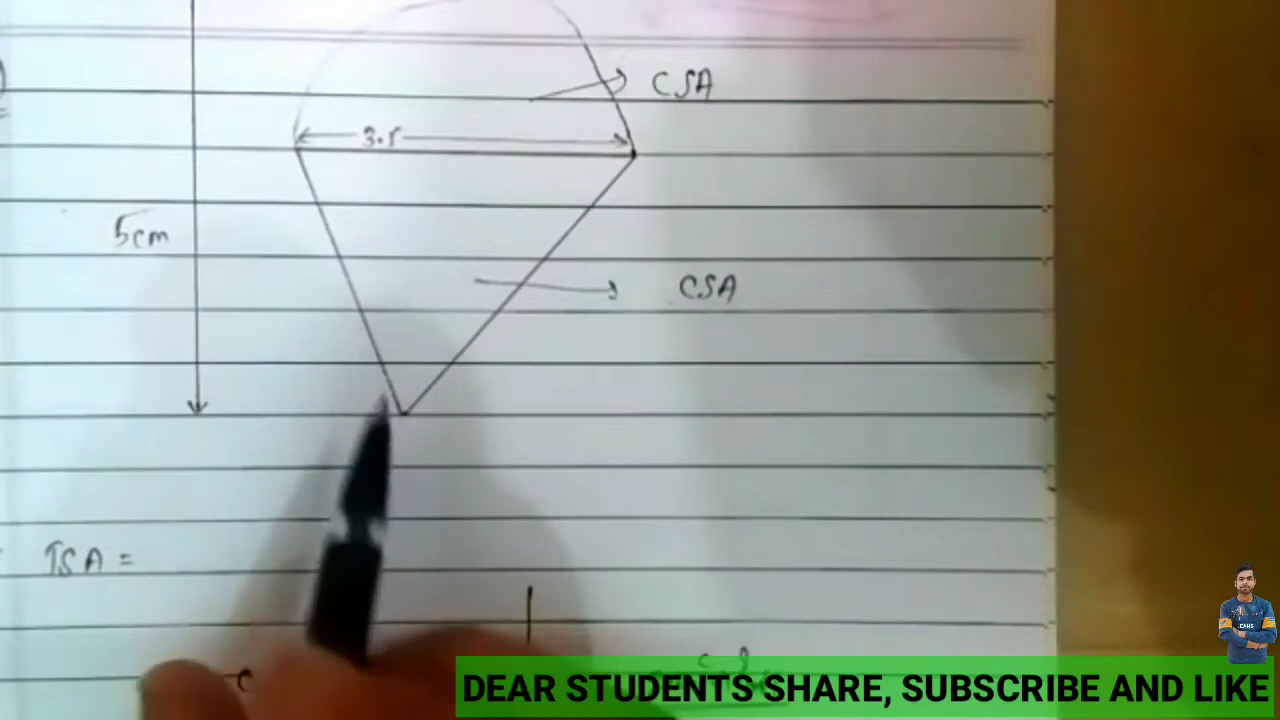 CSA
3.5
5cm
CSA
TSA =
DEAR STUDENTS SHARE, SUBSCRIBE AND LIKE